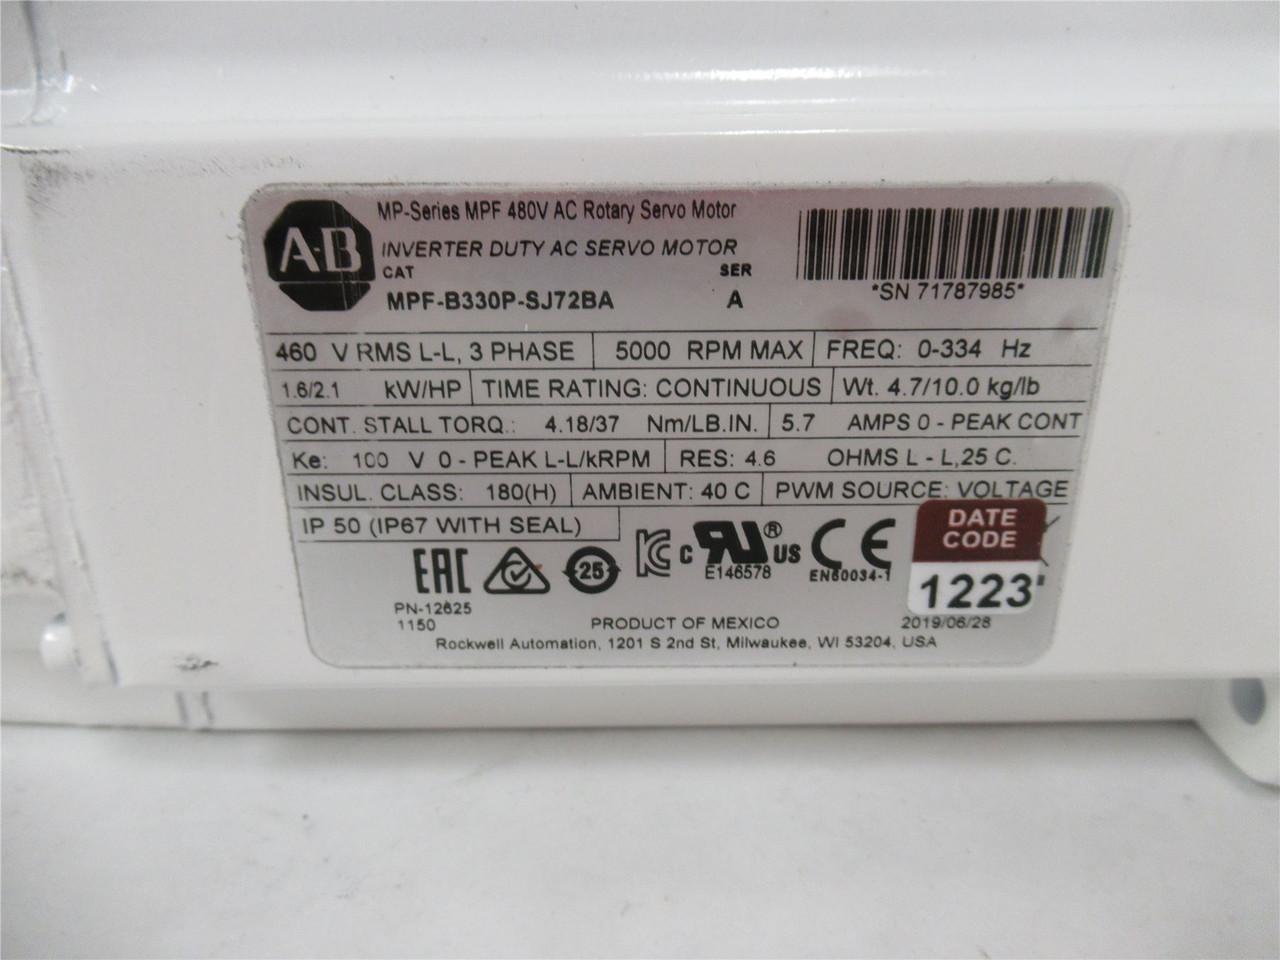 A-B
MP-Series MPF 480V AC Rotary Servo Motor
INVERTER DUTY AC SERVO MOTOR
CAT SER
MPF-B330P-SJ72BA A
*SN 71787985*
460 V RMS L-L, 3 PHASE 5000 RPM MAX FREQ: 0-334 Hz
1.6/2.1 kW/HP TIME RATING: CONTINUOUS Wt. 4.7/10.0 kg/lb
CONT. STALL TORQ.: 4.18/37 Nm/LB.IN. 5.7 AMPS 0 - PEAK CONT
Ke: 100 V 0 - PEAK L-L/kRPM RES: 4.6 OHMS L - L,25 C.
INSUL. CLASS: 180(H) AMBIENT: 40 C PWM SOURCE: VOLTAGE
IP 50 (IP67 WITH SEAL)
DATE
CODE
1223
EAC 25 KC c RU® US CE
E146578 EN60034-1
PN-12625
1150 PRODUCT OF MEXICO 2019/06/28
Rockwell Automation, 1201 S 2nd St, Milwaukee, WI 53204, USA